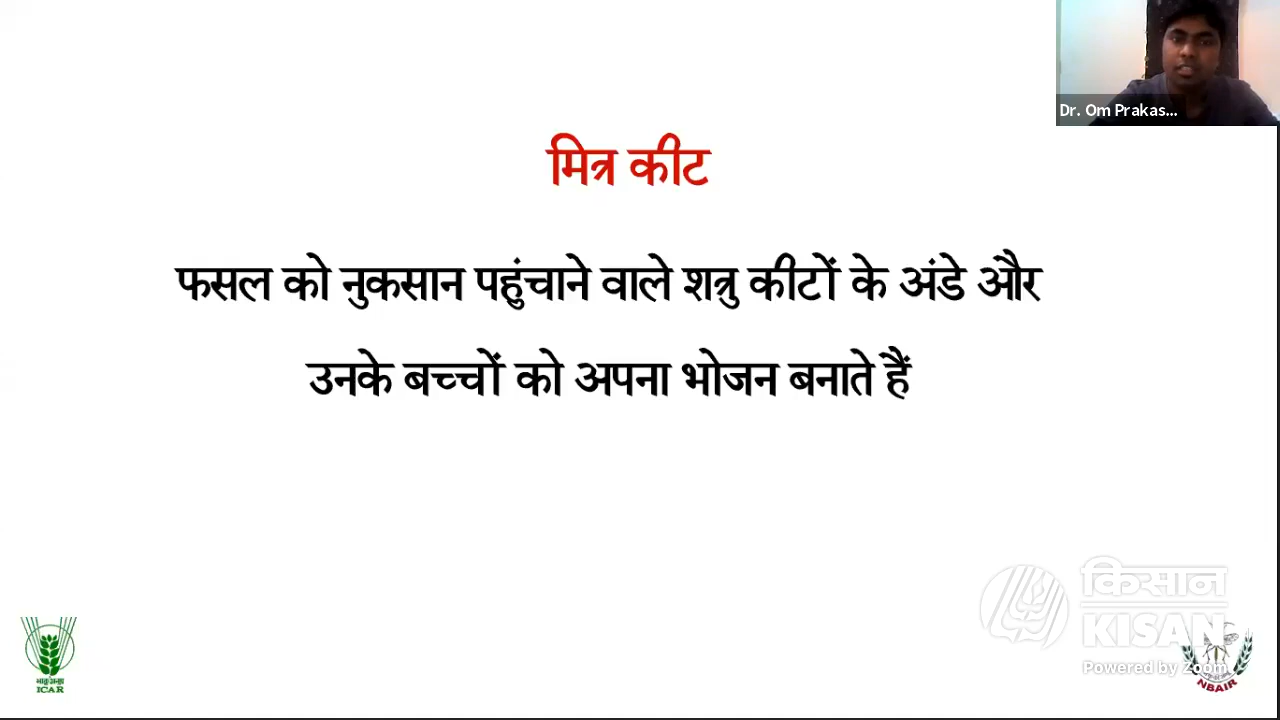 Dr. Om Prakas...
मित्र कीट
फसल को नुकसान पहुंचाने वाले शत्रु कीटों के अंडे और
उनके बच्चों को अपना भोजन बनाते हैं
किसान
KISAN
Powered by Zoom
ICAR
NBAIR